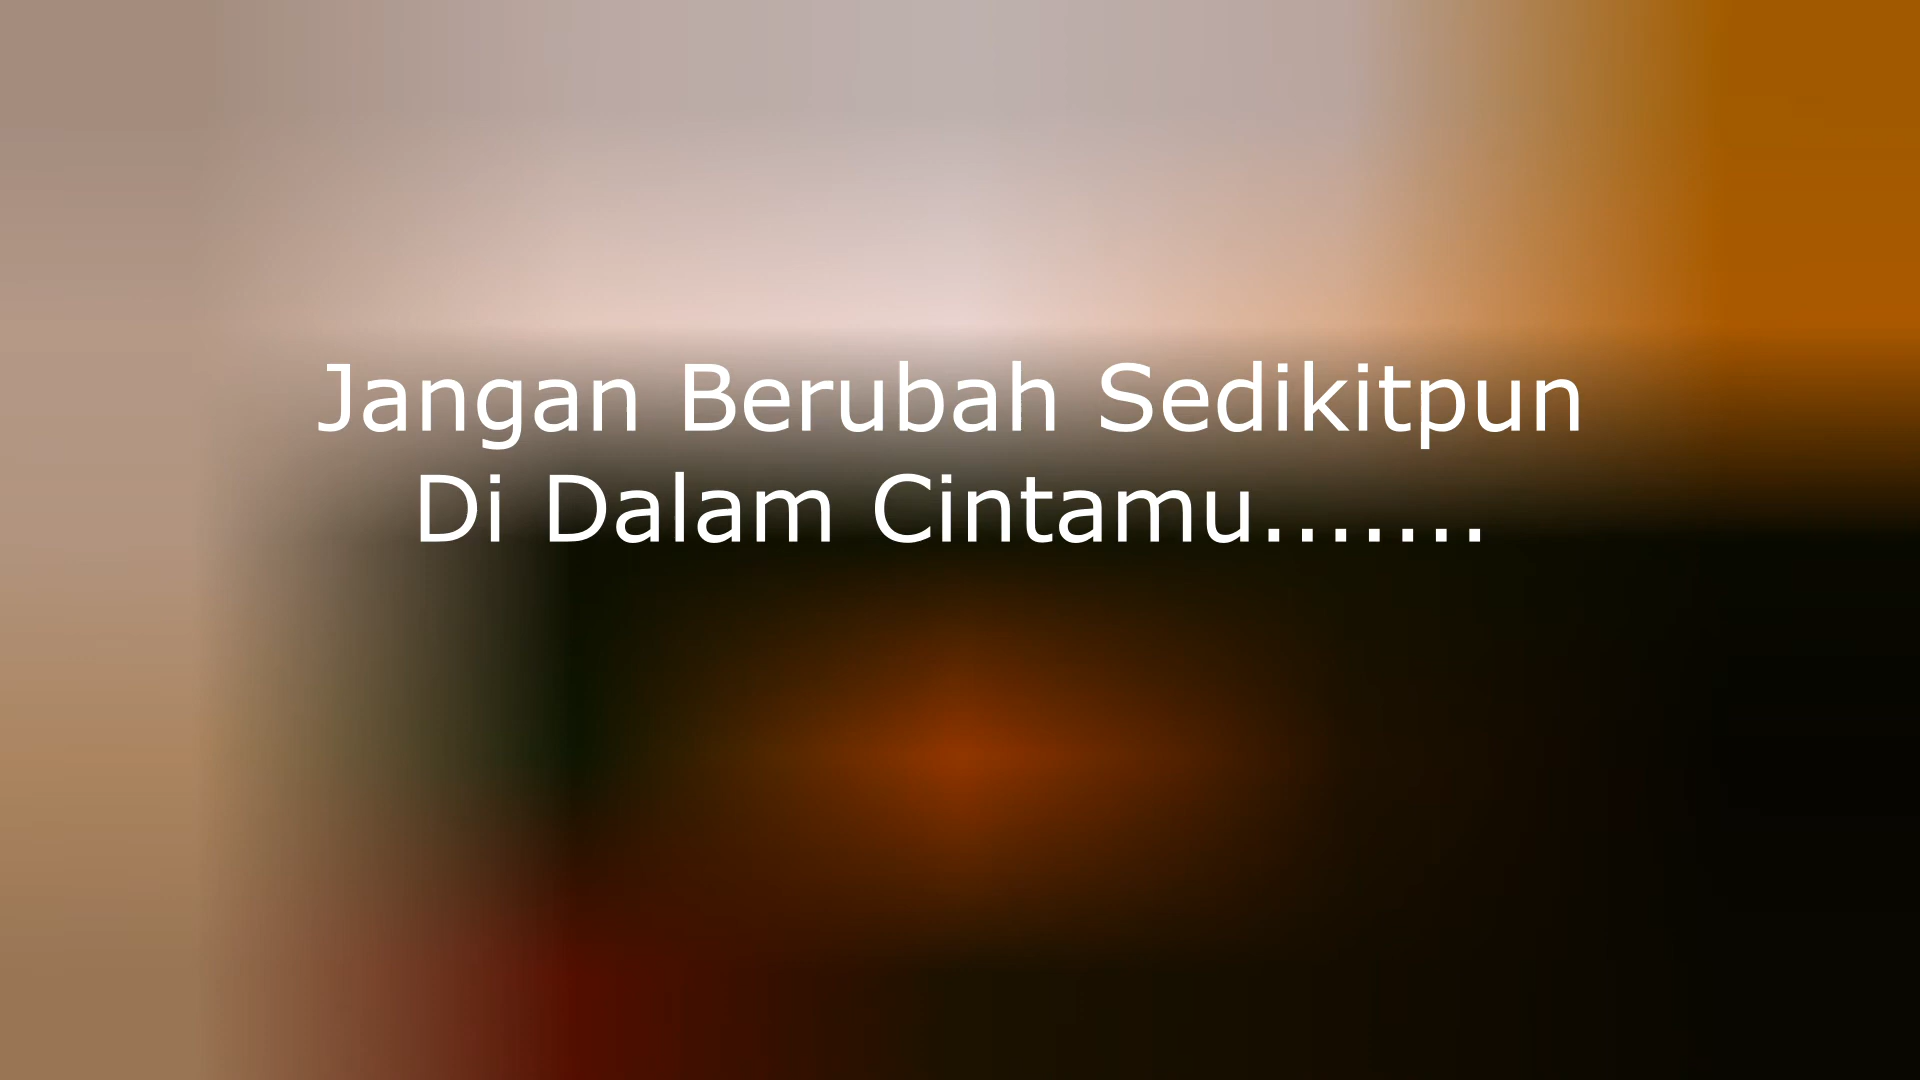 Jangan Berubah Sedikitpun
Di Dalam Cintamu.......